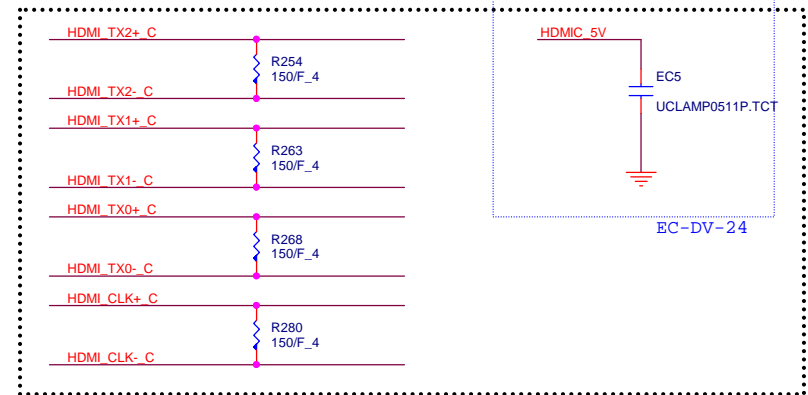 HDMI_TX2+_C
R254
150/F_4
HDMI_TX2-_C
HDMI_TX1+_C
R263
150/F_4
HDMI_TX1-_C
HDMI_TX0+_C
R268
150/F_4
HDMI_TX0-_C
HDMI_CLK+_C
R280
150/F_4
HDMI_CLK-_C
HDMIC_5V
EC5
UCLAMP0511P.TCT
EC-DV-24